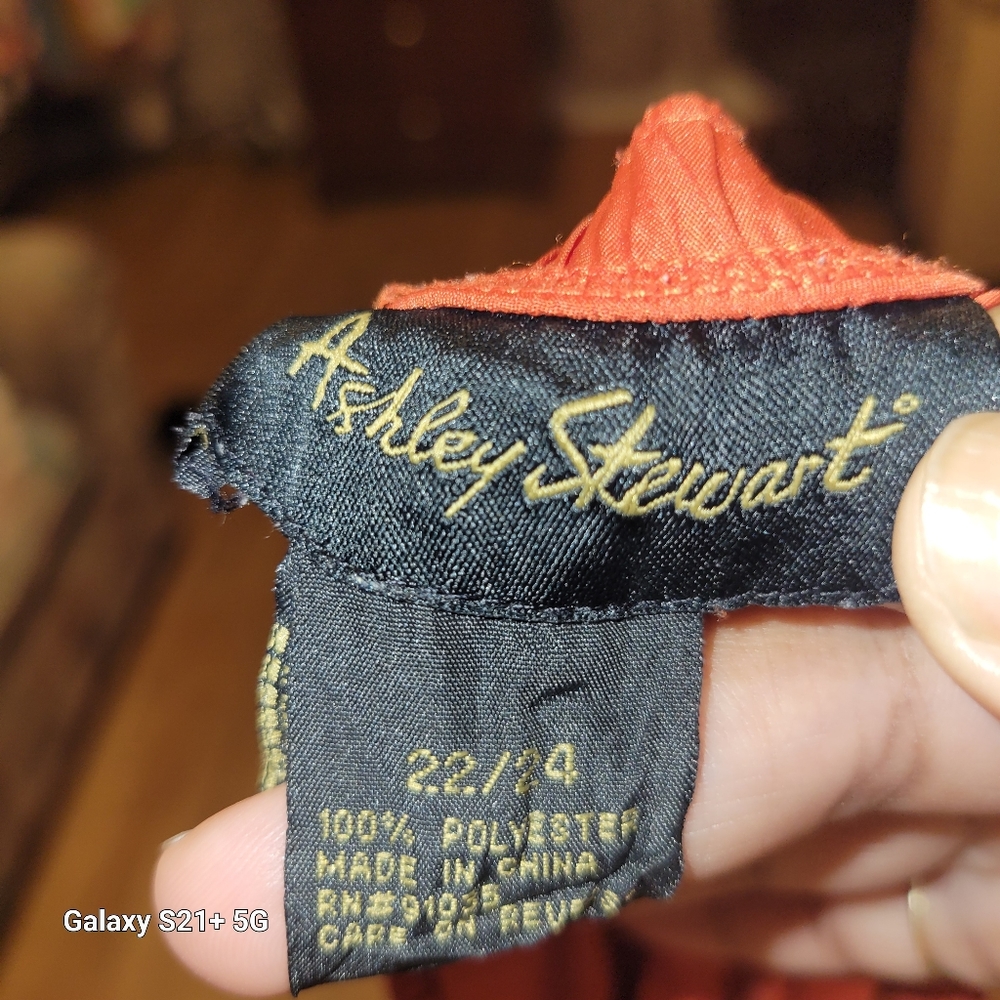 Ashley Stewart
22/24
100% POLYESTER
MADE IN CHINA
CARE ON REVERSE
Galaxy S21+ 5G